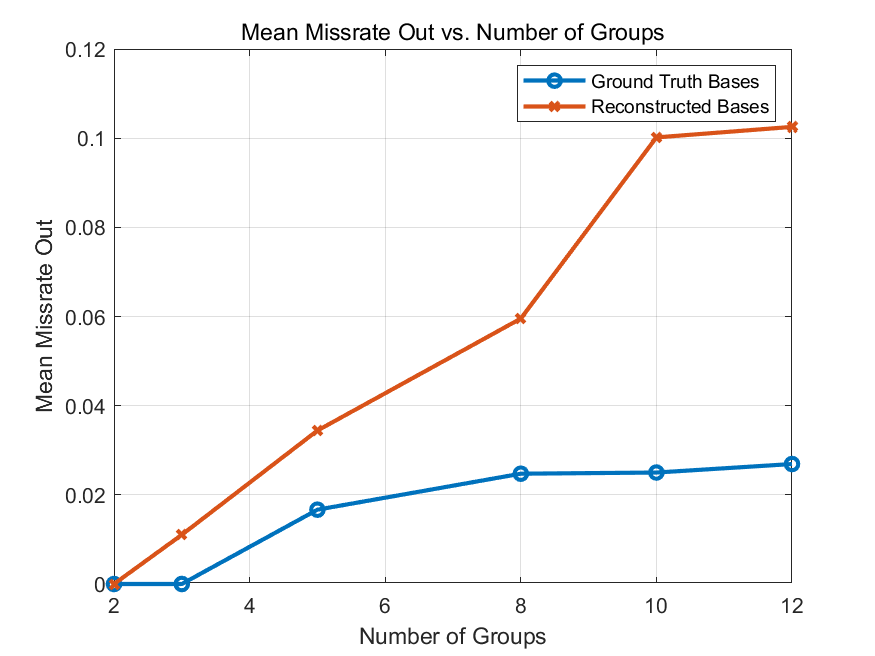 Mean Missrate Out vs. Number of Groups
Ground Truth Bases
Reconstructed Bases
Mean Missrate Out
0.12
0.1
0.08
0.06
0.04
0.02
0
2 4 6 8 10 12
Number of Groups